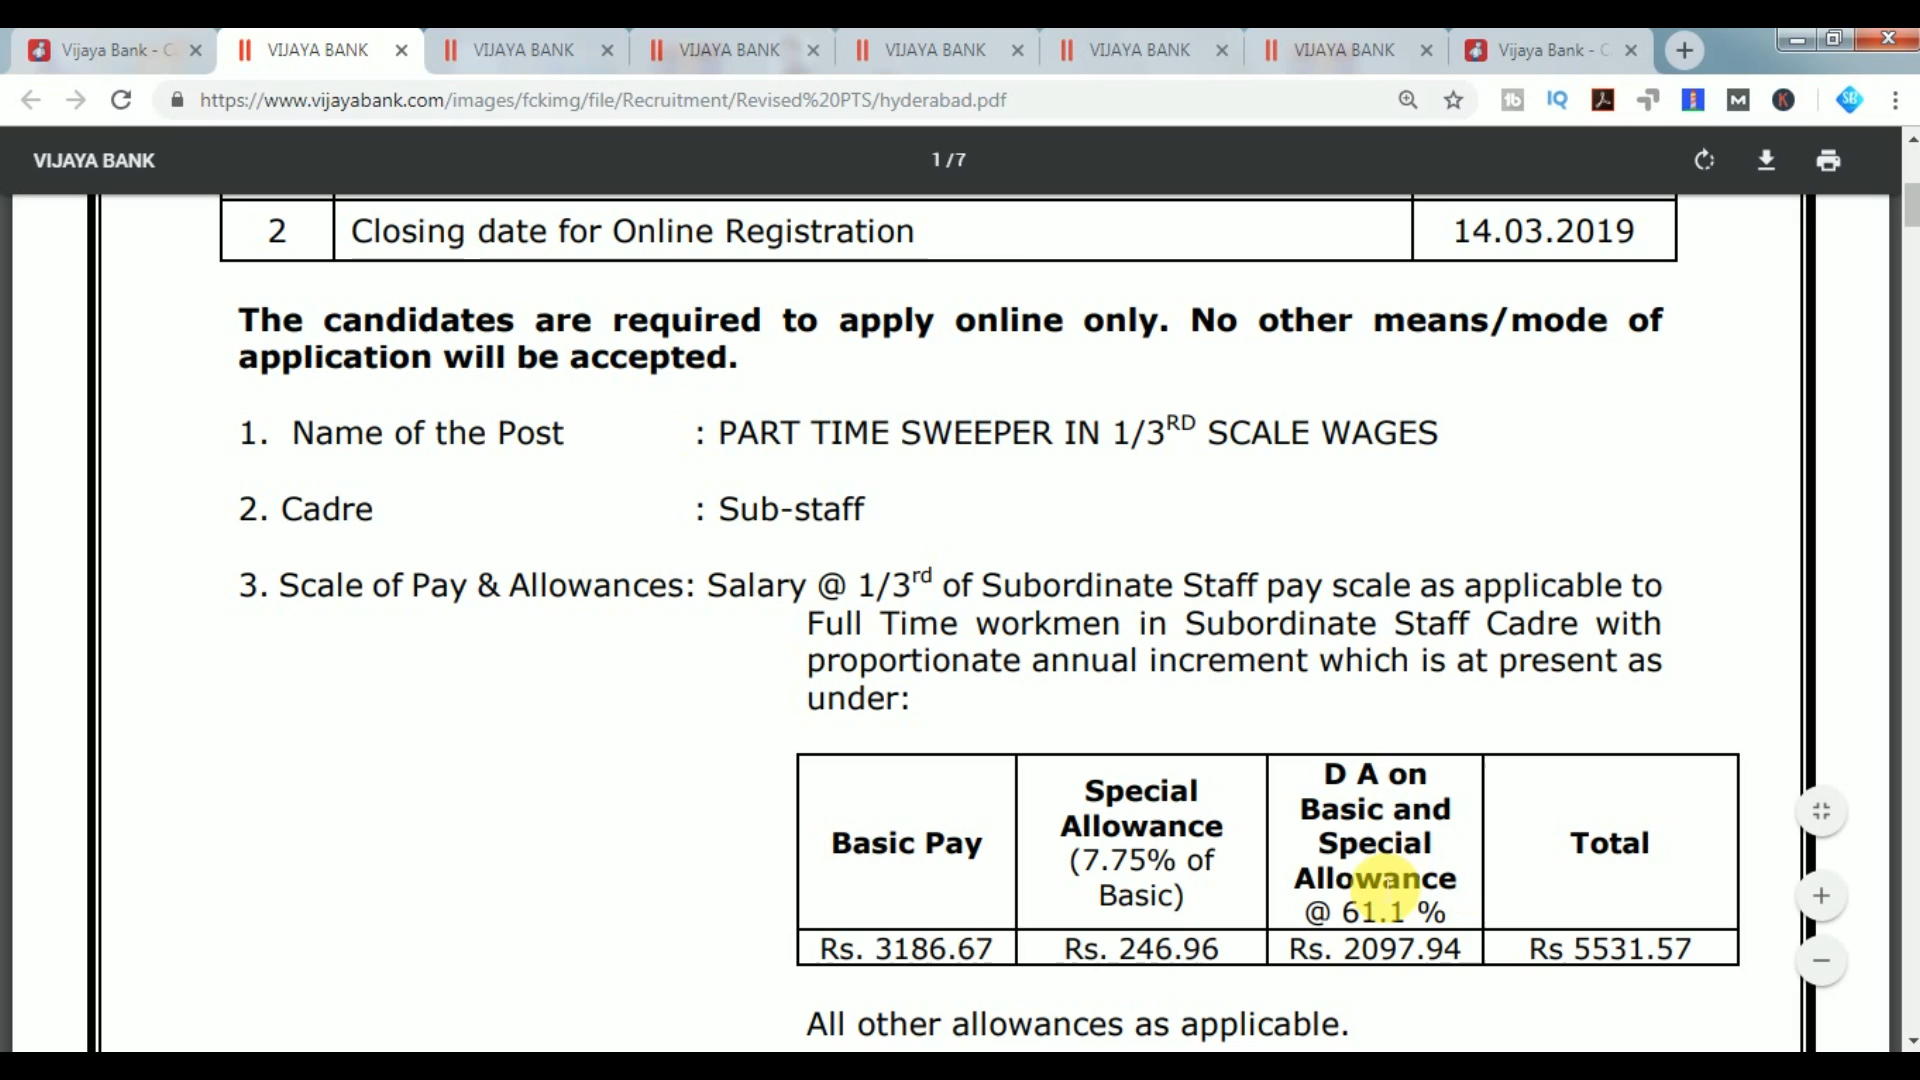 Vijaya Bank - C
VIJAYA BANK
VIJAYA BANK
VIJAYA BANK
VIJAYA BANK
VIJAYA BANK
VIJAYA BANK
Vijaya Bank - C
https://www.vijayabank.com/images/fckimg/file/Recruitment/Revised%20PTS/hyderabad.pdf
IQ
M
K
SB
VIJAYA BANK
1 / 7
2 Closing date for Online Registration 14.03.2019
The candidates are required to apply online only. No other means/mode of
application will be accepted.
1. Name of the Post : PART TIME SWEEPER IN 1/3RD SCALE WAGES
2. Cadre : Sub-staff
3. Scale of Pay & Allowances: Salary @ 1/3rd of Subordinate Staff pay scale as applicable to
Full Time workmen in Subordinate Staff Cadre with
proportionate annual increment which is at present as
under:
Basic Pay
Special
Allowance
(7.75% of
Basic)
D A on
Basic and
Special
Allowance
@ 61.1 %
Total
Rs. 3186.67 Rs. 246.96 Rs. 2097.94 Rs 5531.57
All other allowances as applicable.